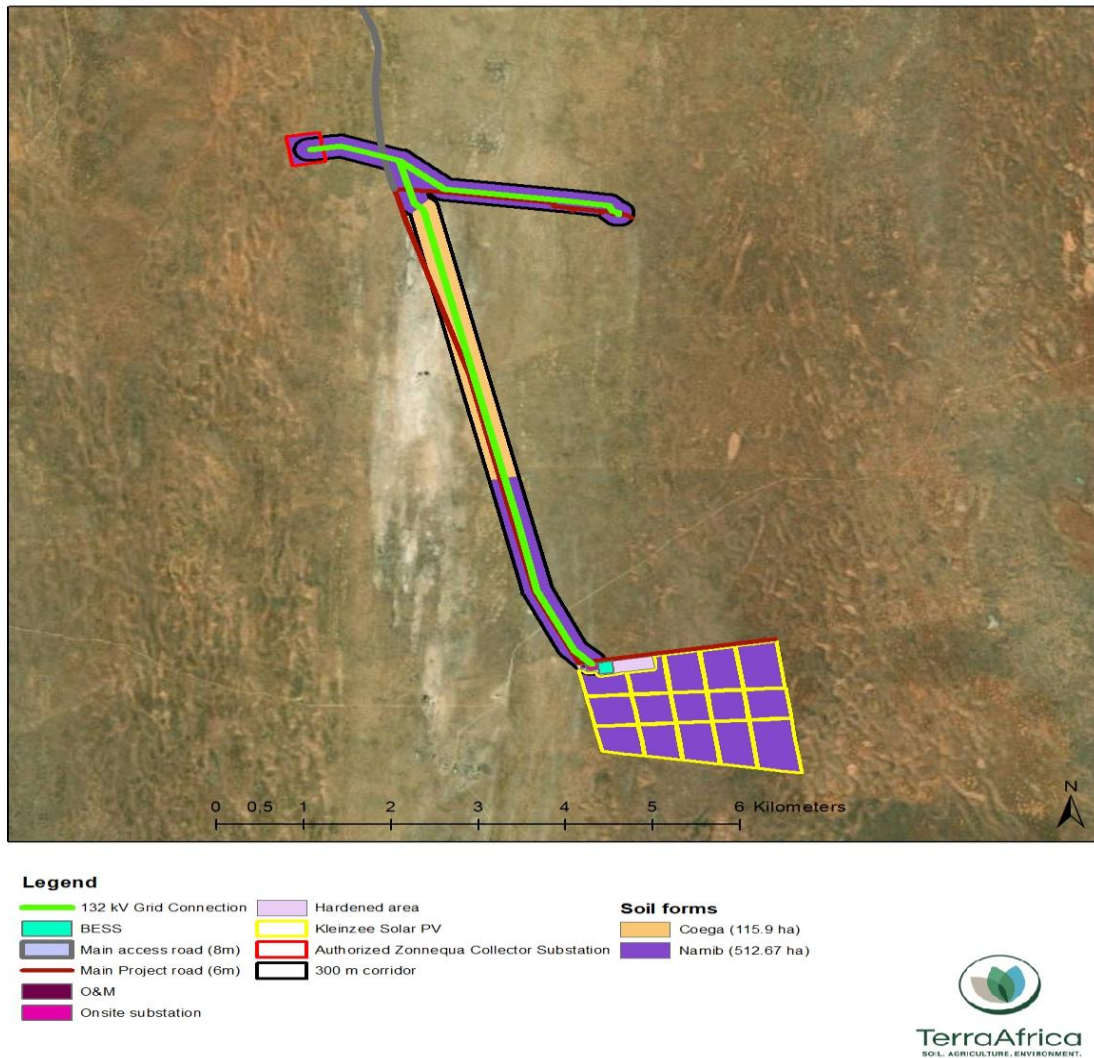 N
0 0.5 1 2 3 4 5 6 Kilometers
Legend
132 kV Grid Connection
BESS
Main access road (8m)
Main Project road (6m)
O&M
Onsite substation
Hardened area
Kleinzee Solar PV
Authorized Zonnequa Collector Substation
300 m corridor
Soil forms
Coega (115.9 ha)
Namib (512.67 ha)
TerraAfrica
SOIL. AGRICULTURE. ENVIRONMENT.